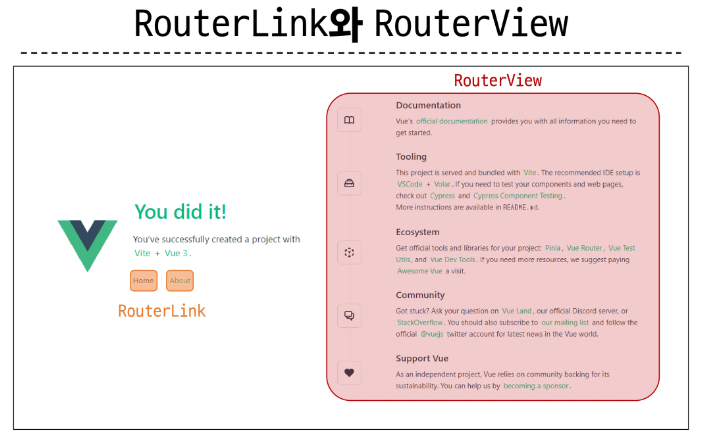 RouterLink와 RouterView
RouterView
You did it!
You've successfully created a project with
Vite + Vue 3.
Home About
RouterLink
Documentation
Vue's official documentation provides you with all information you need to
get started.
Tooling
This project is served and bundled with Vite. The recommended IDE setup is
VSCode + Volar. If you need to test your components and web pages,
check out Cypress and Cypress Component Testing.
More instructions are available in README.md.
Ecosystem
Get official tools and libraries for your project: Pinia, Vue Router, Vue Test
Utils, and Vue Dev Tools. If you need more resources, we suggest paying
Awesome Vue a visit.
Community
Got stuck? Ask your question on Vue Land, our official Discord server, or
StackOverflow. You should also subscribe to our mailing list and follow the
official @vuejs twitter account for latest news in the Vue world.
Support Vue
As an independent project, Vue relies on community backing for its
sustainability. You can help us by becoming a sponsor.